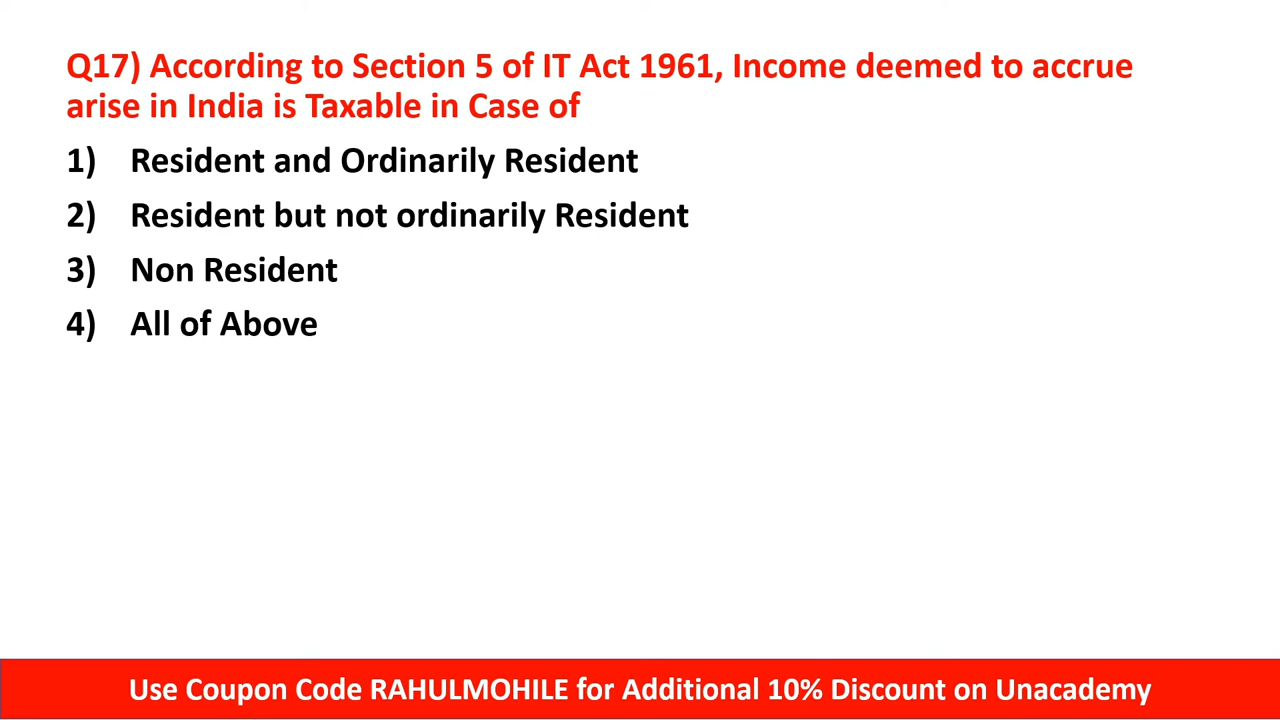 Q17) According to Section 5 of IT Act 1961, Income deemed to accrue
arise in India is Taxable in Case of
1) Resident and Ordinarily Resident
2) Resident but not ordinarily Resident
3) Non Resident
4) All of Above
Use Coupon Code RAHULMOHILE for Additional 10% Discount on Unacademy